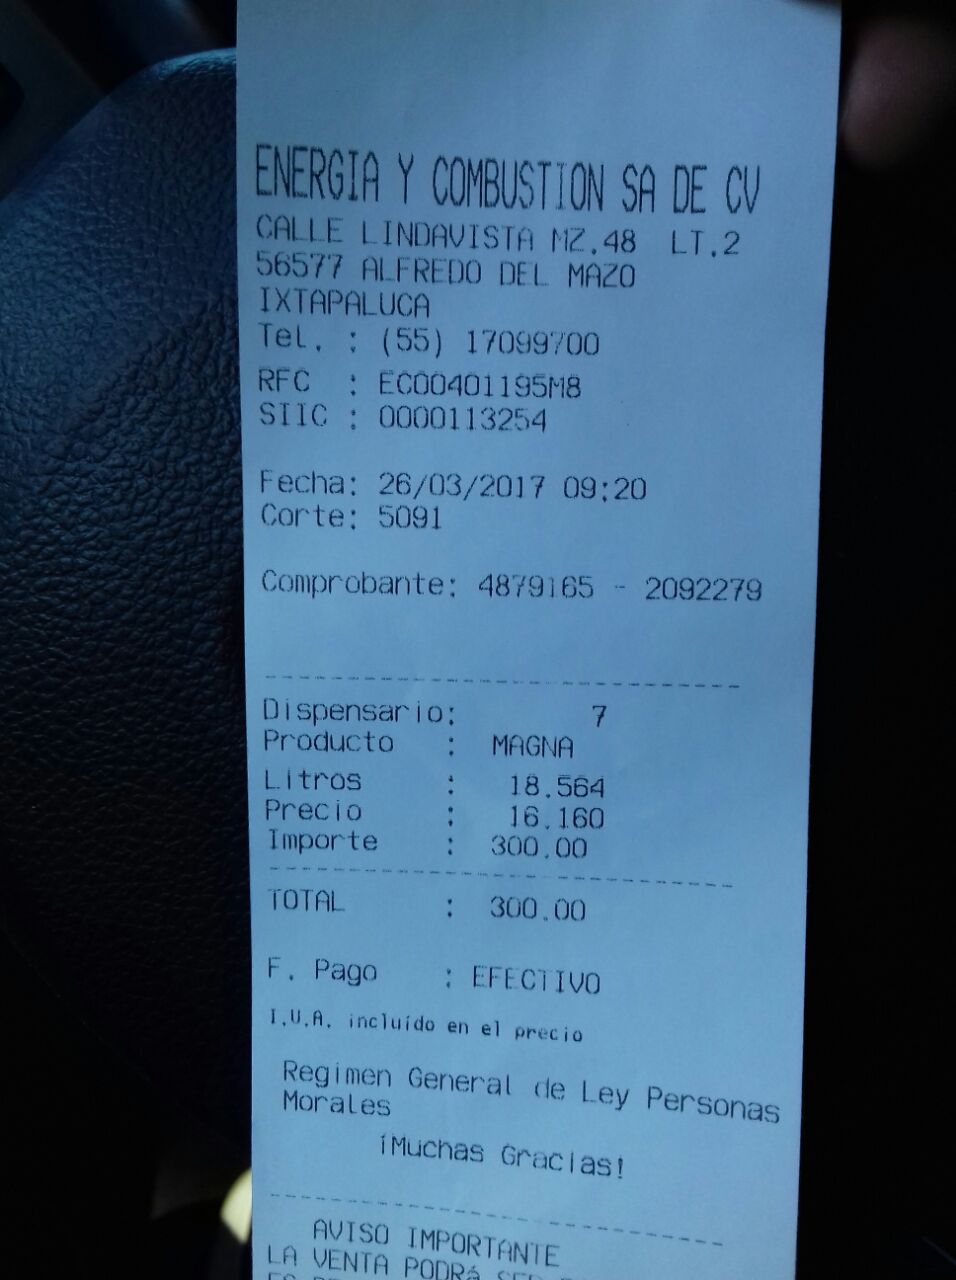 ENERGIA Y COMBUSTION SA DE CV
CALLE LINDAVISTA MZ.48 LT.2
56577 ALFREDO DEL MAZO
IXTAPALUCA
Tel. : (55) 17099700
RFC : ECO0401195M8
SIIC : 0000113254
Fecha: 26/03/2017 09:20
Corte: 5091
Comprobante: 4879165 - 2092279
Dispensario: 7
Producto : MAGNA
Litros : 18.564
Precio : 16.160
Importe : 300.00
TOTAL : 300.00
F. Pago : EFECTIVO
I.V.A. incluído en el precio
Regimen General de Ley Personas
Morales
¡Muchas Gracias!
AVISO IMPORTANTE
LA VENTA PODRá SER